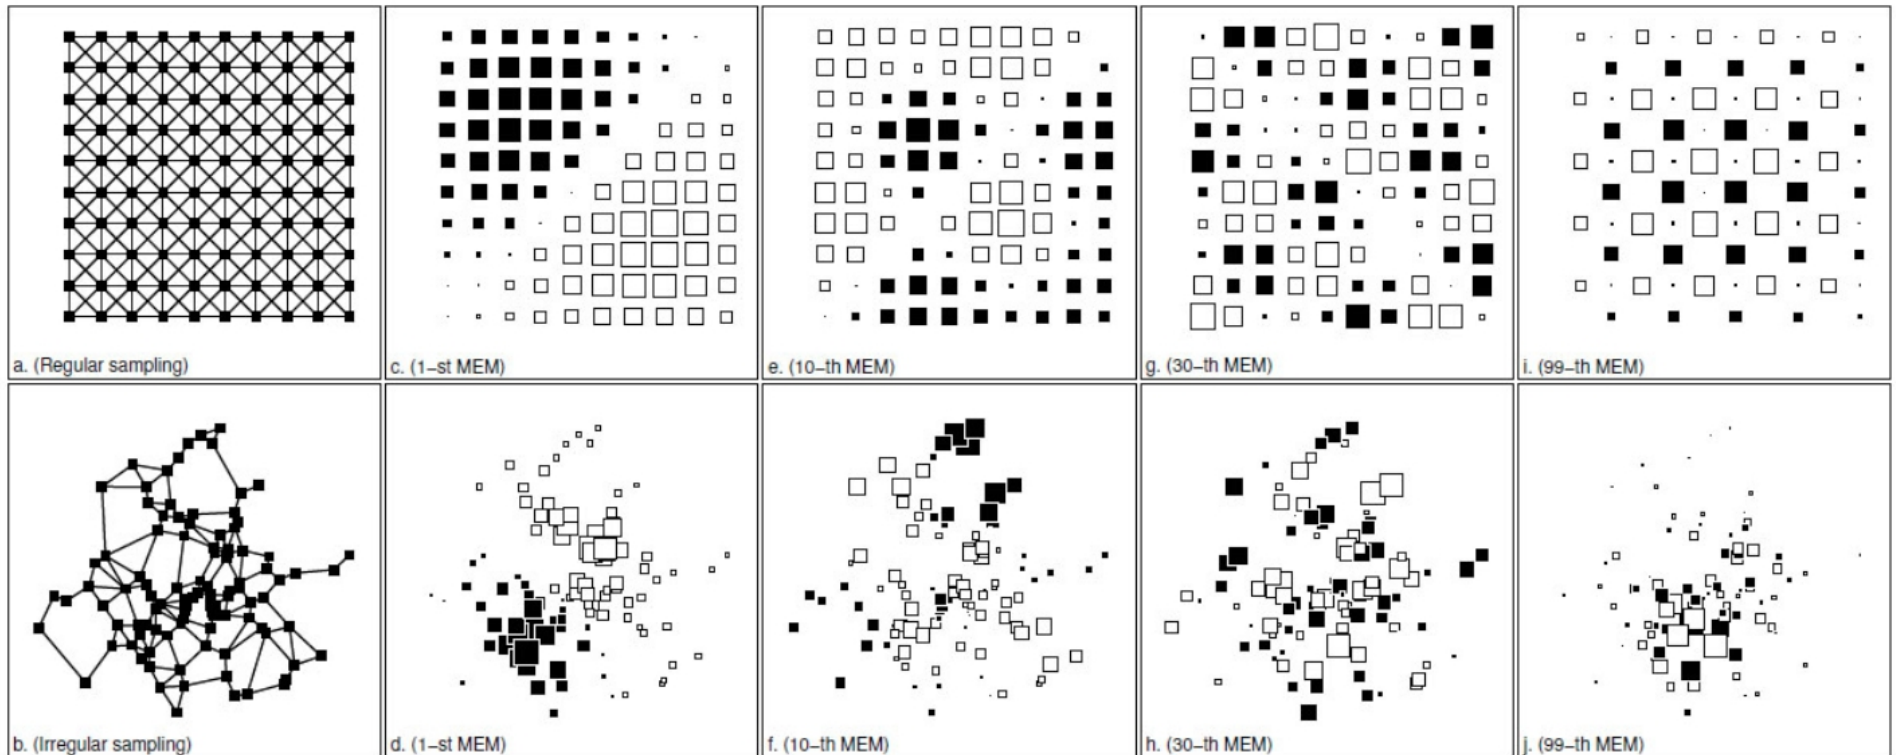 a. (Regular sampling)
c. (1–st MEM)
e. (10–th MEM)
g. (30–th MEM)
i. (99–th MEM)
b. (Irregular sampling)
d. (1–st MEM)
f. (10–th MEM)
h. (30–th MEM)
j. (99–th MEM)